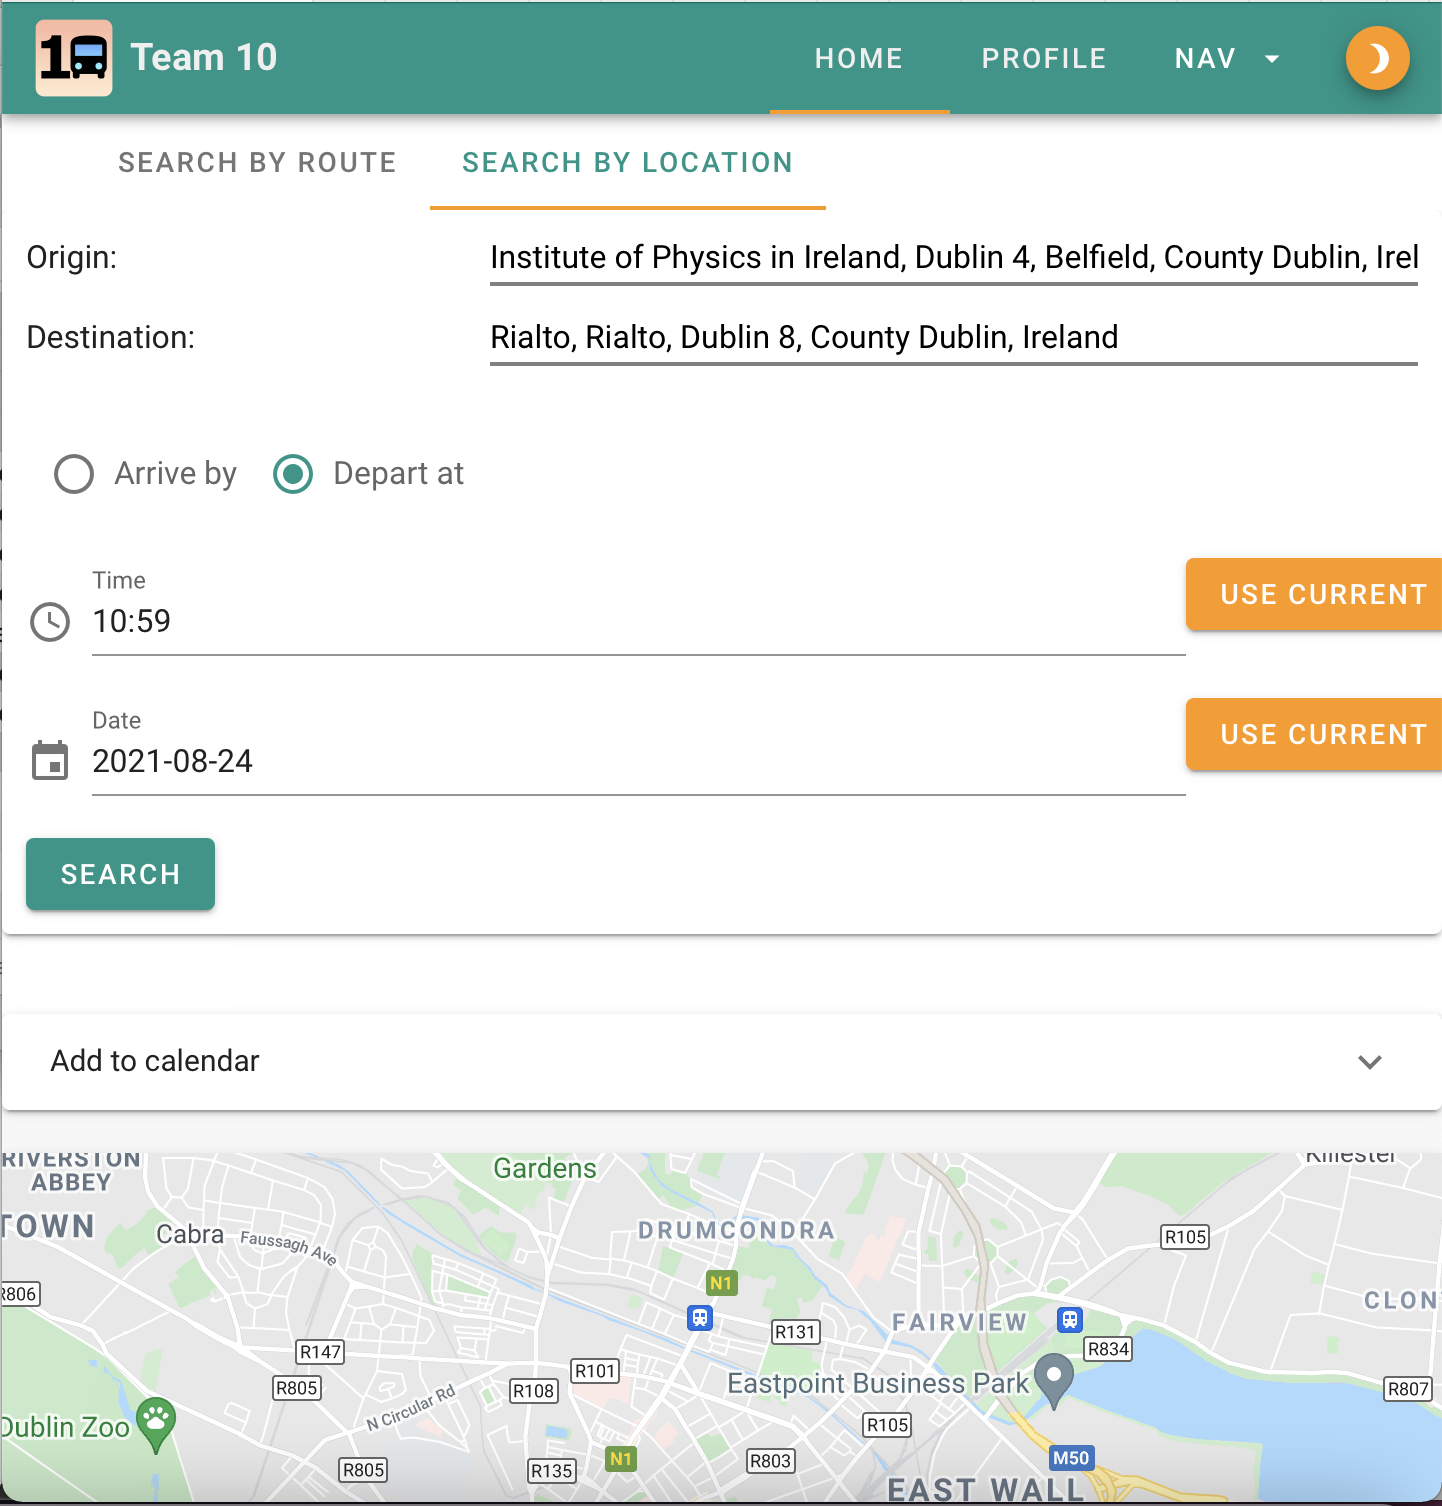 10 Team 10
HOME PROFILE NAV
SEARCH BY ROUTE SEARCH BY LOCATION
Origin: Institute of Physics in Ireland, Dublin 4, Belfield, County Dublin, Irel
Destination: Rialto, Rialto, Dublin 8, County Dublin, Ireland
Arrive by Depart at
Time
10:59
USE CURRENT
Date
2021-08-24
USE CURRENT
SEARCH
Add to calendar
RIVERSTON
ABBEY
Gardens
Killester
TOWN
Cabra
Faussagh Ave
DRUMCONDRA
R105
N1
R806
CLON
FAIRVIEW
R131
R834
R147
R101
R805
R108
Eastpoint Business Park
R807
N Circular Rd
Dublin Zoo
R105
N1
M50
R803
R805
R135
EAST WALL